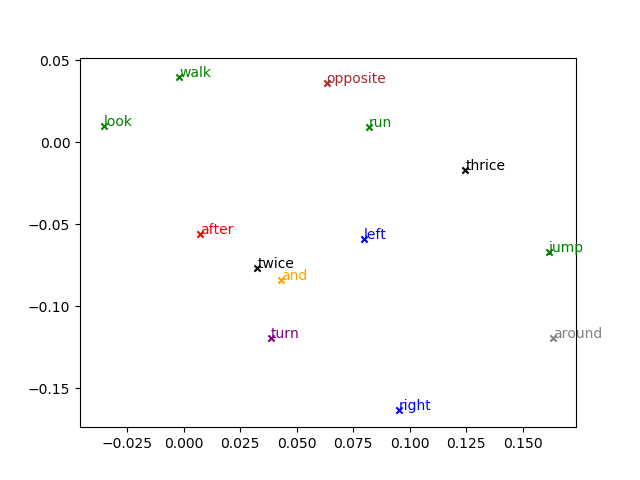 0.05
walk
opposite
look
run
0.00
thrice
after
left
−0.05
jump
twice
and
turn
around
−0.10
right
−0.15
−0.025 0.000 0.025 0.050 0.075 0.100 0.125 0.150